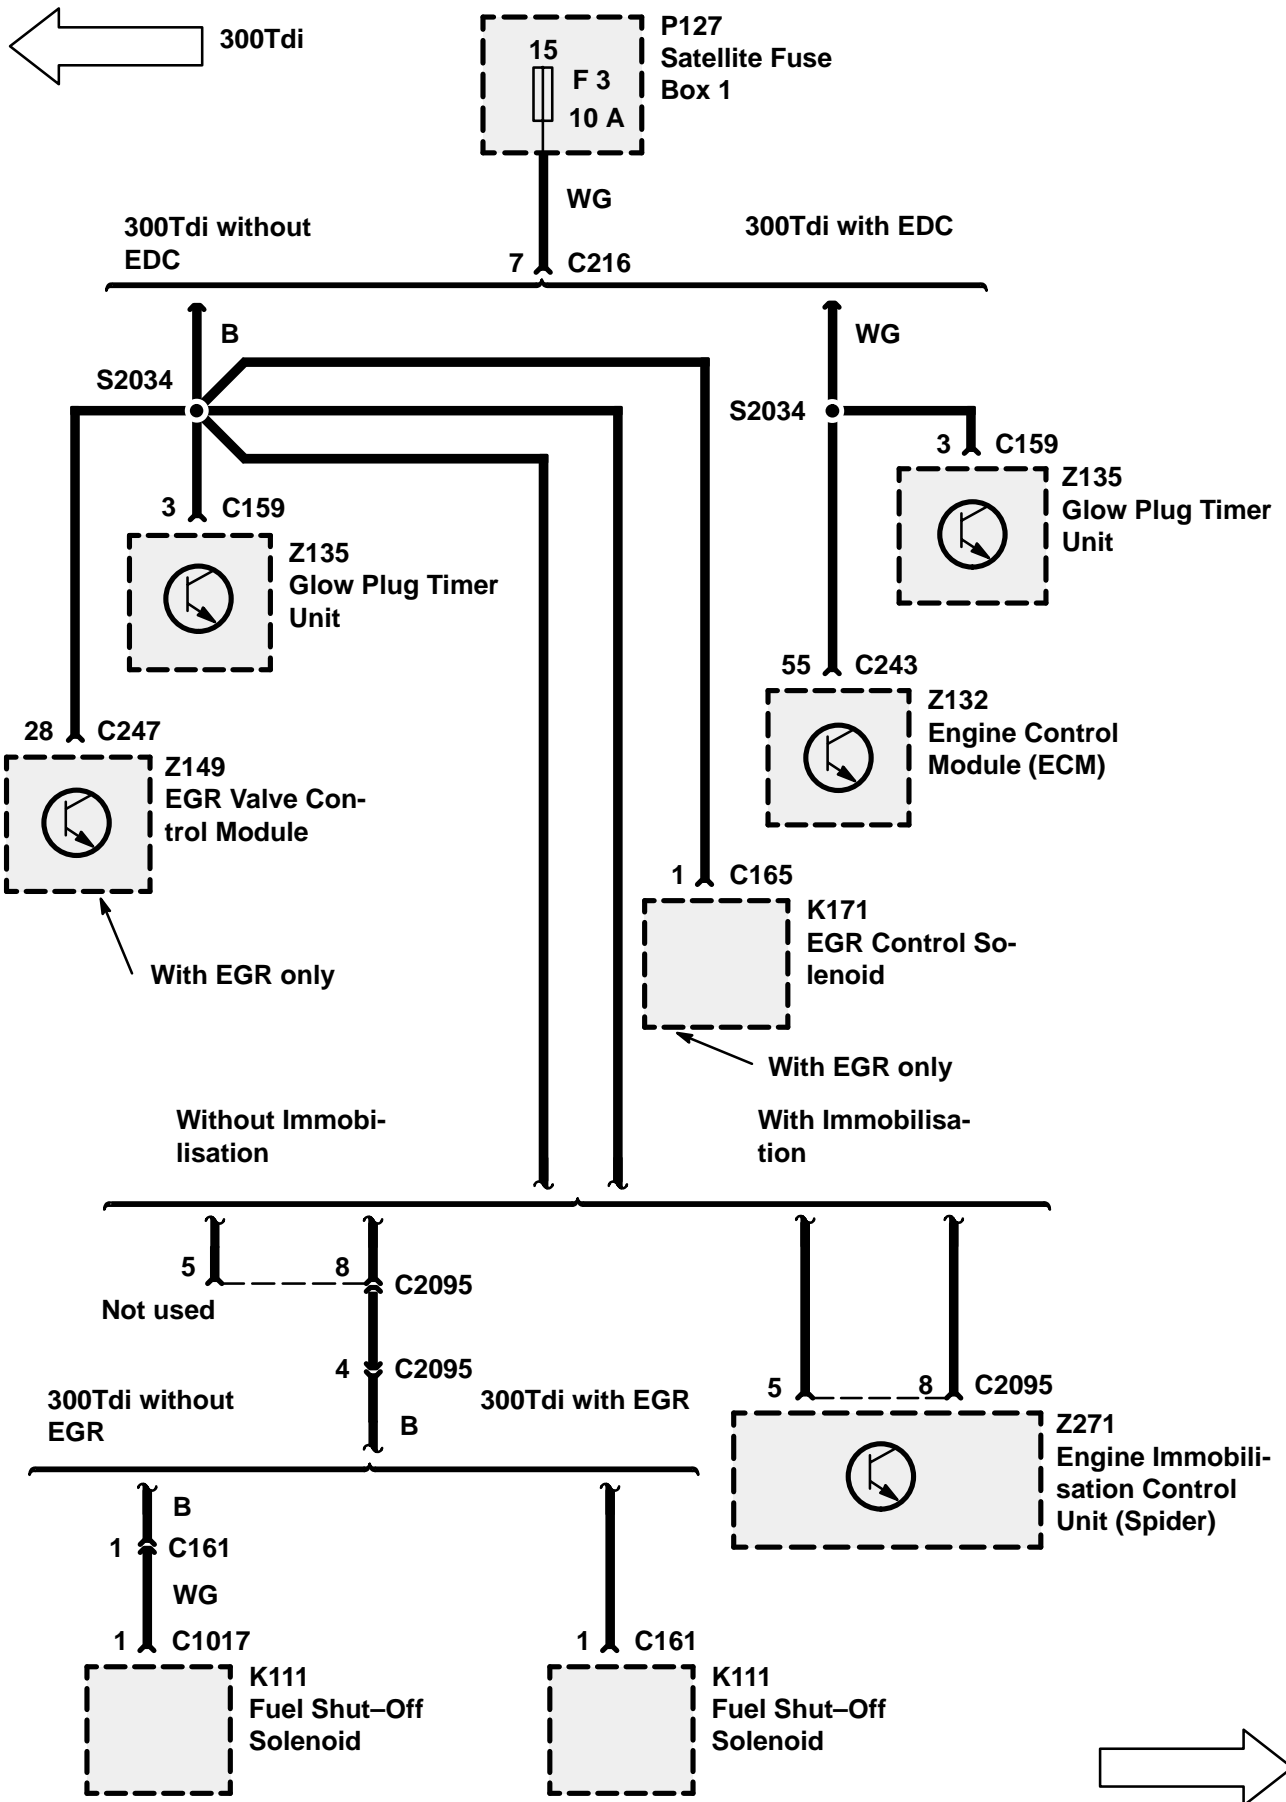 300Tdi
P127
Satellite Fuse
Box 1
15
F 3
10 A
WG
300Tdi without
EDC
300Tdi with EDC
7
C216
B
WG
S2034
S2034
3
C159
Z135
Glow Plug Timer
Unit
3
C159
Z135
Glow Plug Timer
Unit
55
C243
Z132
Engine Control
Module (ECM)
28
C247
Z149
EGR Valve Con-
trol Module
With EGR only
1
C165
K171
EGR Control So-
lenoid
With EGR only
Without Immobi-
lisation
With Immobilisa-
tion
5
8
C2095
Not used
4
C2095
300Tdi without
EGR
300Tdi with EGR
B
5
8
C2095
Z271
Engine Immobili-
sation Control
Unit (Spider)
B
1
C161
WG
1
C1017
K111
Fuel Shut–Off
Solenoid
1
C161
K111
Fuel Shut–Off
Solenoid